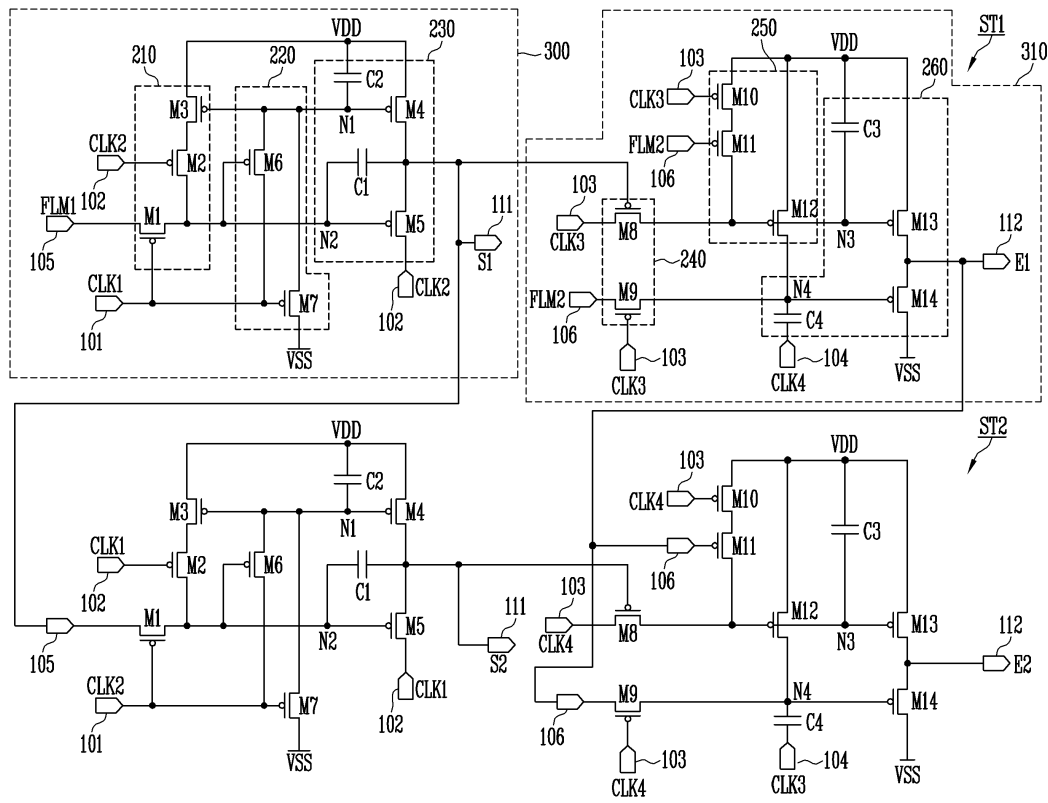 ST1
300
310
210
220
230
240
250
260
VDD
C2
M3
N1
M4
CLK2
102
M2
M6
C1
FLM1
105
M1
N2
M5
111
S1
CLK1
101
M7
102
CLK2
VSS
VDD
103
CLK3
M10
C3
FLM2
106
M11
103
CLK3
M8
M12
N3
M13
112
E1
FLM2
106
M9
N4
M14
C4
103
CLK3
104
CLK4
VSS
ST2
VDD
C2
M3
N1
M4
CLK1
102
M2
M6
C1
105
M1
N2
M5
111
S2
CLK2
101
M7
102
CLK1
VSS
VDD
103
CLK4
M10
C3
106
M11
103
CLK4
M8
M12
N3
M13
112
E2
106
M9
N4
M14
C4
103
CLK4
104
CLK3
VSS